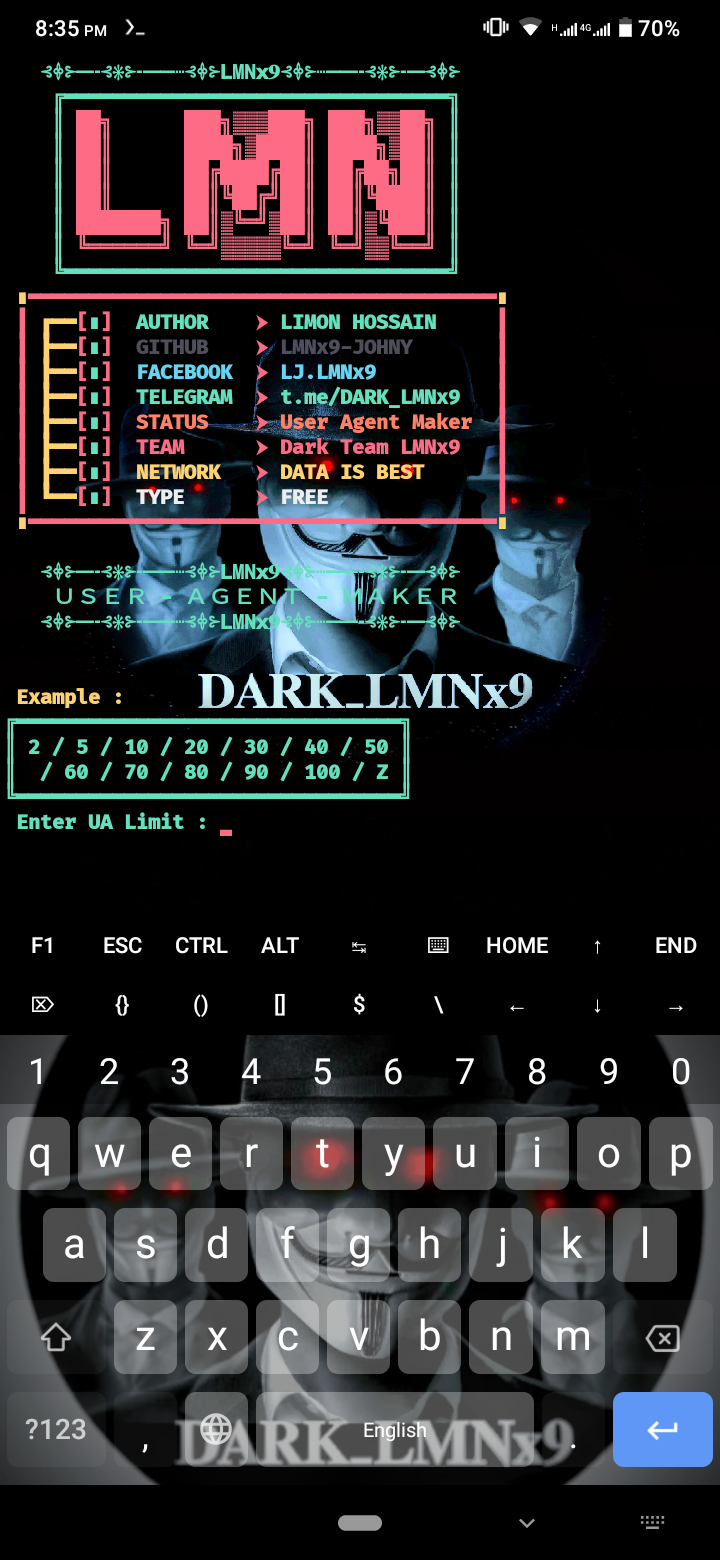 8:35 PM H 4G 70%
LMNx9
LMN
AUTHOR ➤ LIMON HOSSAIN
GITHUB ➤ LMNx9-JOHNY
FACEBOOK ➤ LJ.LMNx9
TELEGRAM ➤ t.me/DARK_LMNx9
STATUS ➤ User Agent Maker
TEAM ➤ Dark Team LMNx9
NETWORK ➤ DATA IS BEST
TYPE ➤ FREE
LMNx9
USER - AGENT - MAKER
LMNx9
DARK_LMNx9
Example :
2 / 5 / 10 / 20 / 30 / 40 / 50
/ 60 / 70 / 80 / 90 / 100 / Z
Enter UA Limit : _
F1 ESC CTRL ALT ⇆ HOME ↑ END
{} () [] $ \ ← ↓ →
1 2 3 4 5 6 7 8 9 0
q w e r t y u i o p
a s d f g h j k l
z x c v b n m
?123 , English .
DARK_LMNx9